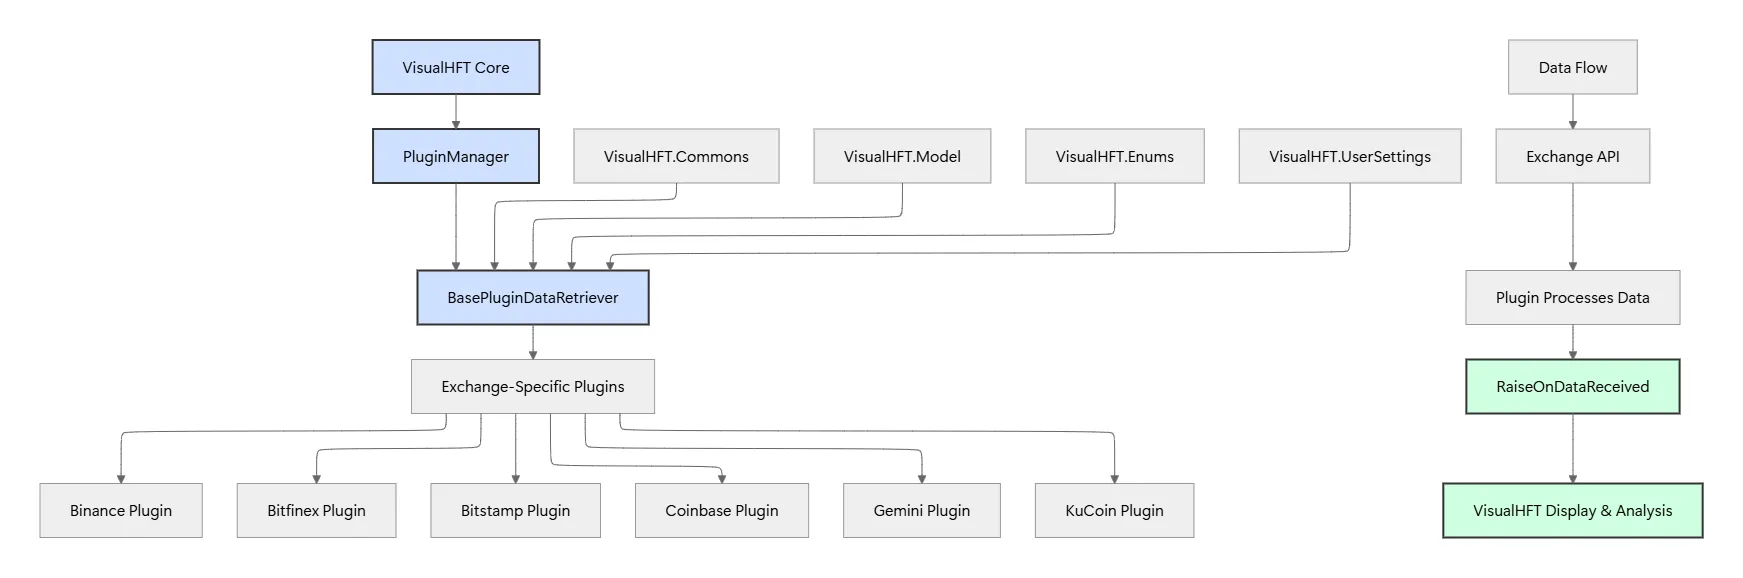 VisualHFT Core
Data Flow
PluginManager
VisualHFT.Commons
VisualHFT.Model
VisualHFT.Enums
VisualHFT.UserSettings
Exchange API
BasePluginDataRetriever
Plugin Processes Data
Exchange-Specific Plugins
RaiseOnDataReceived
Binance Plugin
Bitfinex Plugin
Bitstamp Plugin
Coinbase Plugin
Gemini Plugin
KuCoin Plugin
VisualHFT Display & Analysis